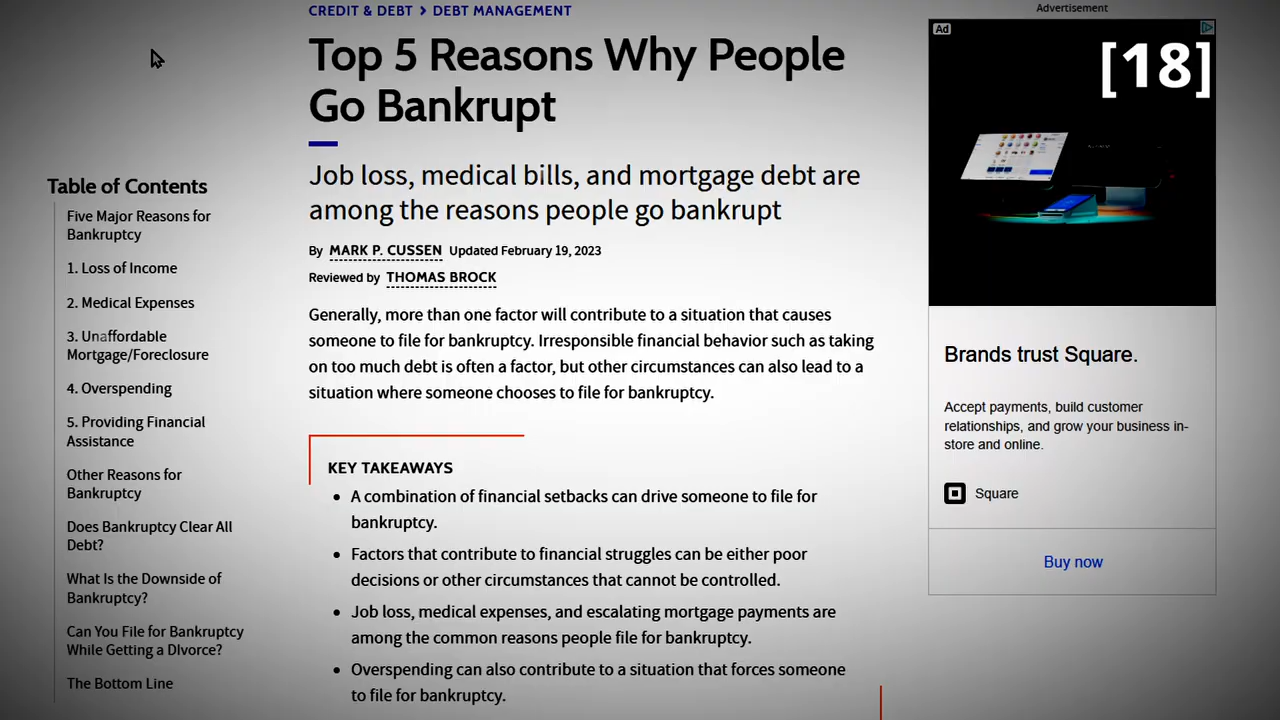 CREDIT & DEBT > DEBT MANAGEMENT
Top 5 Reasons Why People
Go Bankrupt
Job loss, medical bills, and mortgage debt are
among the reasons people go bankrupt
By MARK P. CUSSEN Updated February 19, 2023
Reviewed by THOMAS BROCK
Generally, more than one factor will contribute to a situation that causes
someone to file for bankruptcy. Irresponsible financial behavior such as taking
on too much debt is often a factor, but other circumstances can also lead to a
situation where someone chooses to file for bankruptcy.
KEY TAKEAWAYS
• A combination of financial setbacks can drive someone to file for
bankruptcy.
• Factors that contribute to financial struggles can be either poor
decisions or other circumstances that cannot be controlled.
• Job loss, medical expenses, and escalating mortgage payments are
among the common reasons people file for bankruptcy.
• Overspending can also contribute to a situation that forces someone
to file for bankruptcy.
Table of Contents
Five Major Reasons for
Bankruptcy
1. Loss of Income
2. Medical Expenses
3. Unaffordable
Mortgage/Foreclosure
4. Overspending
5. Providing Financial
Assistance
Other Reasons for
Bankruptcy
Does Bankruptcy Clear All
Debt?
What Is the Downside of
Bankruptcy?
Can You File for Bankruptcy
While Getting a DIvorce?
The Bottom Line
Advertisement
Ad
[18]
Brands trust Square.
Accept payments, build customer
relationships, and grow your business in-
store and online.
Square
Buy now